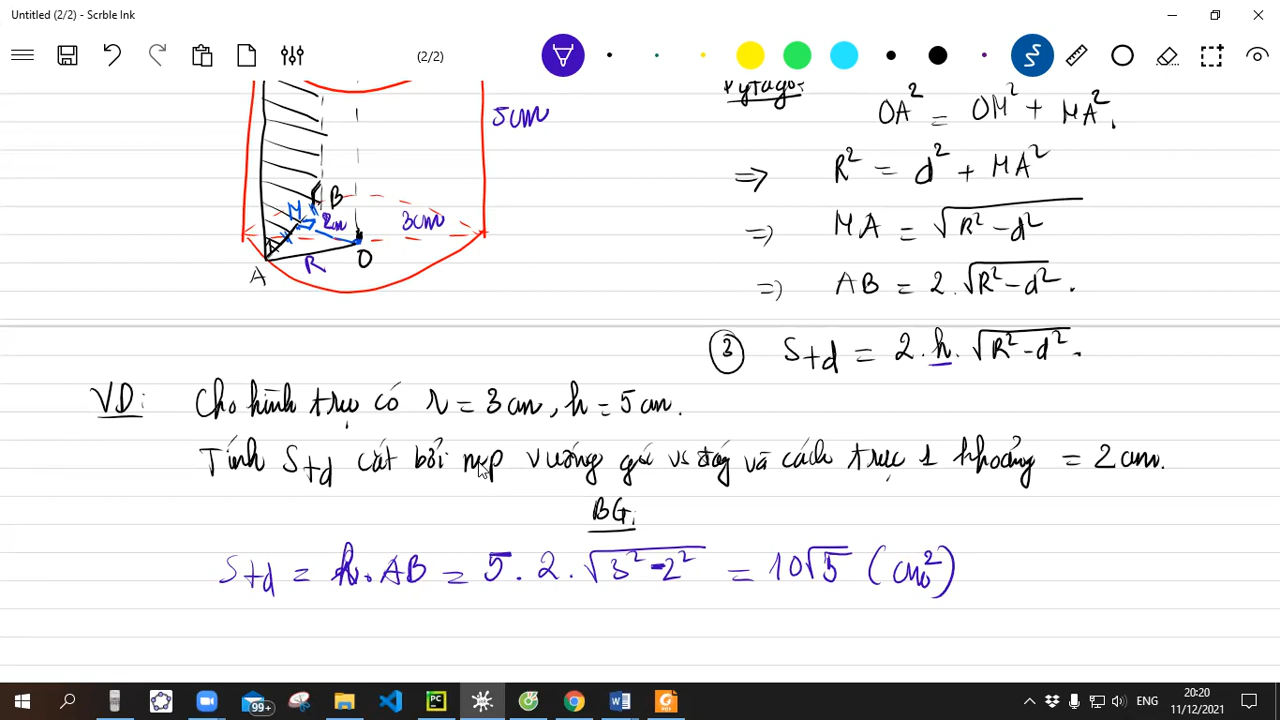 Untitled (2/2) - Scrble Ink
(2/2)
5cm
B
M
2cm
3cm
A
R
O
Pytago:
OA² = OM² + MA².
=> R² = d² + MA²
=> MA = √(R²-d²)
=> AB = 2.√(R²-d²).
③ Std = 2.h.√(R²-d²).
VD: Cho hình trụ có r = 3cm, h = 5cm.
Tính Std cắt bởi mp vuông góc vs đáy và cách trục 1 khoảng = 2cm.
BG:
Std = h.AB = 5.2.√(3²-2²) = 10√5 (cm²)
99+
ENG
20:20
11/12/2021